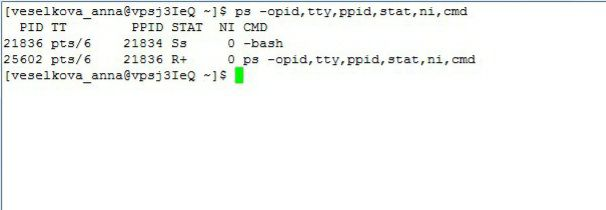 [veselkova_anna@vpsj3IeQ ~]$ ps -opid,tty,ppid,stat,ni,cmd
  PID TT        PPID STAT  NI CMD
21836 pts/6    21834 Ss     0 -bash
25602 pts/6    21836 R+     0 ps -opid,tty,ppid,stat,ni,cmd
[veselkova_anna@vpsj3IeQ ~]$